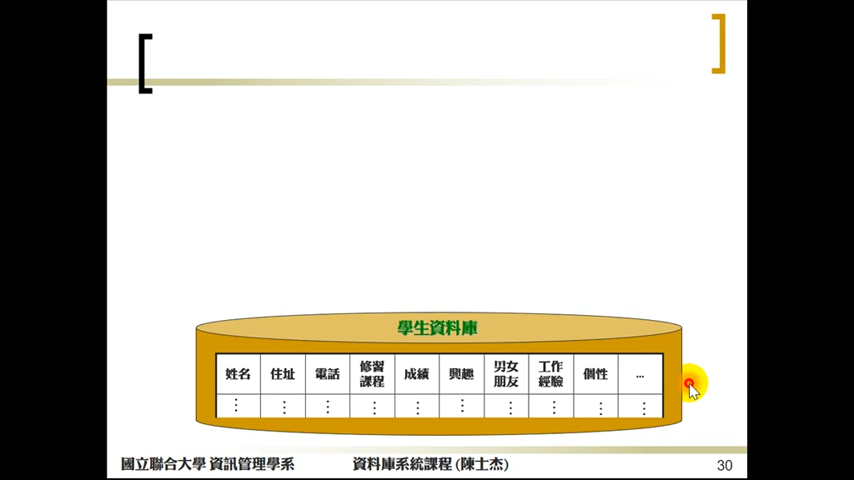 學生資料庫
姓名 住址 電話 修習課程 成績 興趣 男女朋友 工作經驗 個性 ...
國立聯合大學 資訊管理學系 資料庫系統課程 (陳士杰) 30